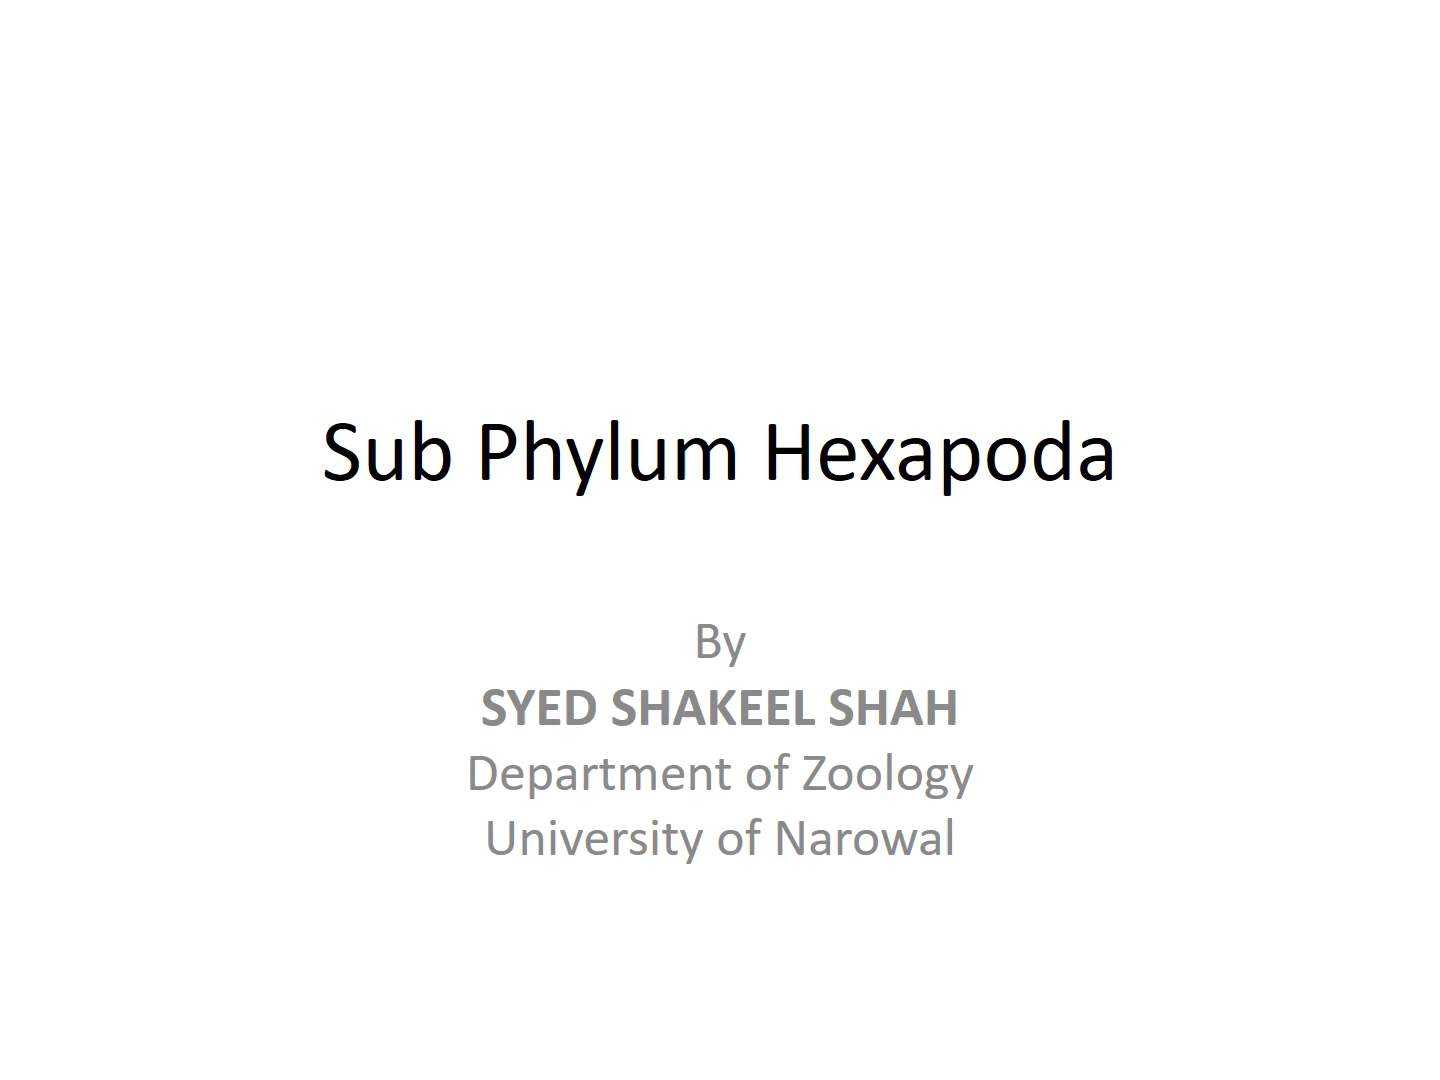 Sub Phylum Hexapoda
By
SYED SHAKEEL SHAH
Department of Zoology
University of Narowal